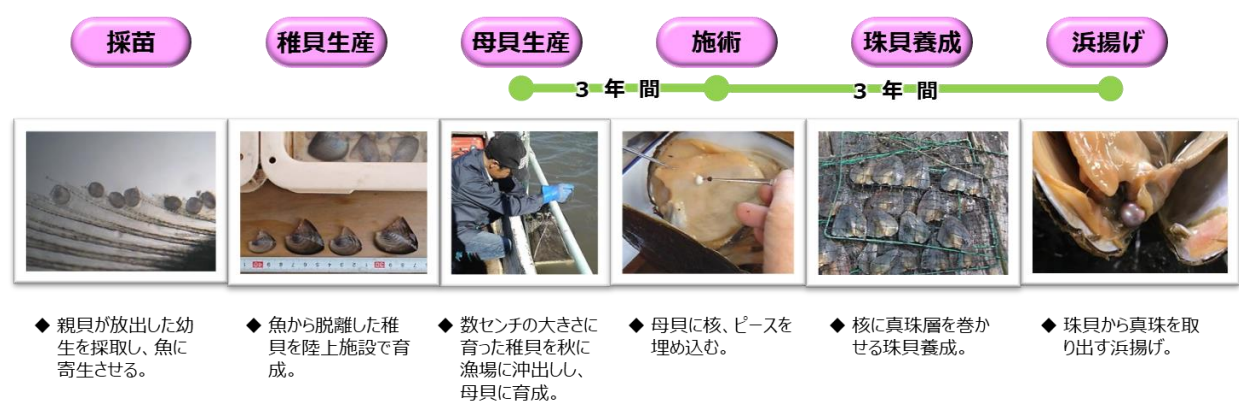 採苗
稚貝生産
母貝生産
施術
珠貝養成
浜揚げ
3年間
3年間
◆ 親貝が放出した幼
生を採取し、魚に
寄生させる。
◆ 魚から脱離した稚
貝を陸上施設で育
成。
◆ 数センチの大きさに
育った稚貝を秋に
漁場に沖出しし、
母貝に育成。
◆ 母貝に核、ピースを
埋め込む。
◆ 核に真珠層を巻か
せる珠貝養成。
◆ 珠貝から真珠を取
り出す浜揚げ。